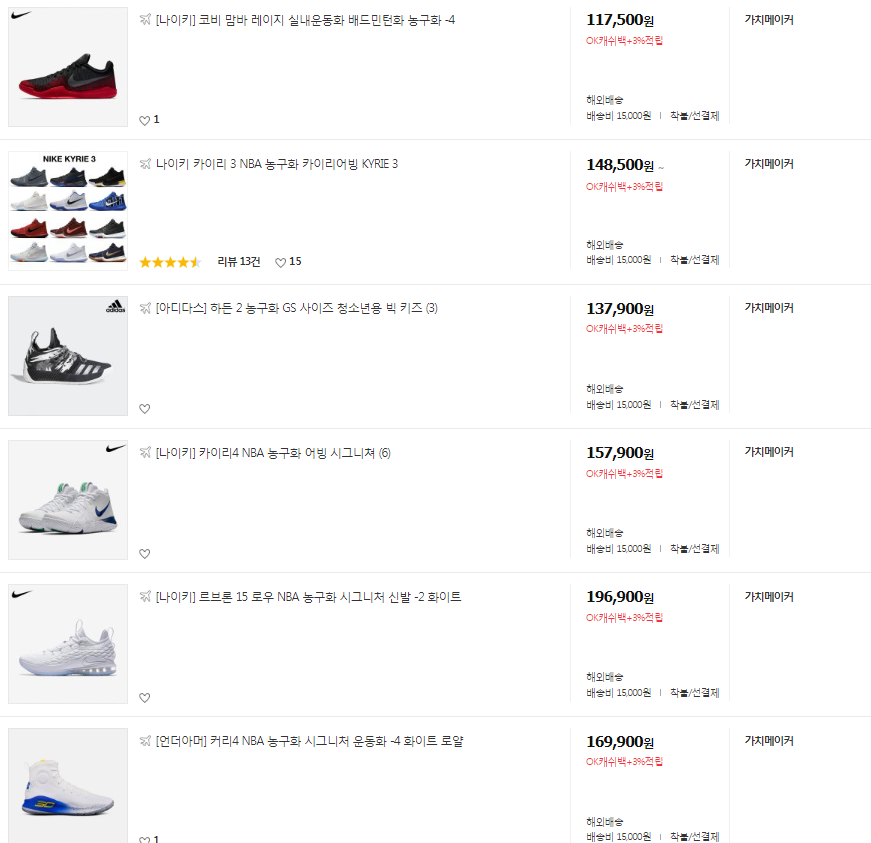 [나이키] 코비 맘바 레이지 실내운동화 배드민턴화 농구화 -4
1
117,500원
OK캐쉬백+3%적립
해외배송
배송비 15,000원 | 착불/선결제
가치메이커
NIKE KYRIE 3
나이키 카이리 3 NBA 농구화 카이리어빙 KYRIE 3
리뷰 13건 15
148,500원 ~
OK캐쉬백+3%적립
해외배송
배송비 15,000원 | 착불/선결제
가치메이커
adidas
[아디다스] 하든 2 농구화 GS 사이즈 청소년용 빅 키즈 (3)
137,900원
OK캐쉬백+3%적립
해외배송
배송비 15,000원 | 착불/선결제
가치메이커
[나이키] 카이리4 NBA 농구화 어빙 시그니쳐 (6)
157,900원
OK캐쉬백+3%적립
해외배송
배송비 15,000원 | 착불/선결제
가치메이커
[나이키] 르브론 15 로우 NBA 농구화 시그니처 신발 -2 화이트
196,900원
OK캐쉬백+3%적립
해외배송
배송비 15,000원 | 착불/선결제
가치메이커
[언더아머] 커리4 NBA 농구화 시그니처 운동화 -4 화이트 로얄
1
169,900원
OK캐쉬백+3%적립
해외배송
배송비 15,000원 | 착불/선결제
가치메이커